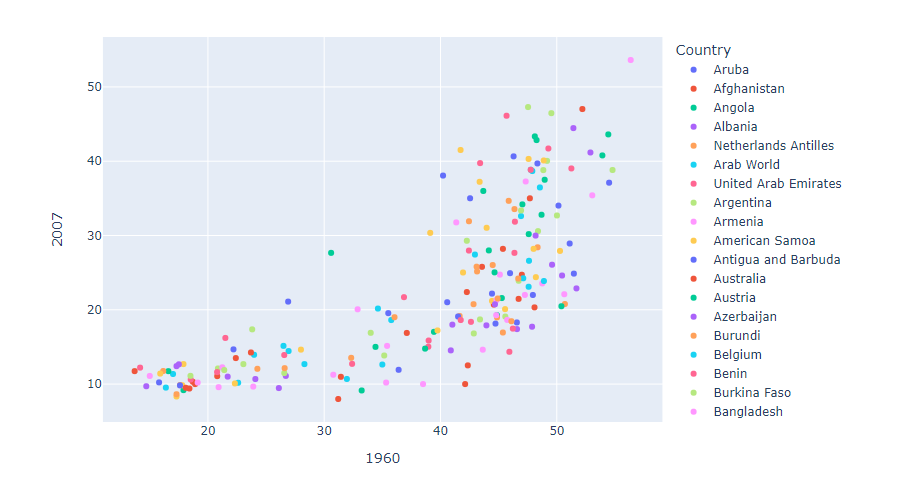 Country
Aruba
Afghanistan
Angola
Albania
Netherlands Antilles
Arab World
United Arab Emirates
Argentina
Armenia
American Samoa
Antigua and Barbuda
Australia
Austria
Azerbaijan
Burundi
Belgium
Benin
Burkina Faso
Bangladesh
50
40
30
20
10
2007
20 30 40 50
1960